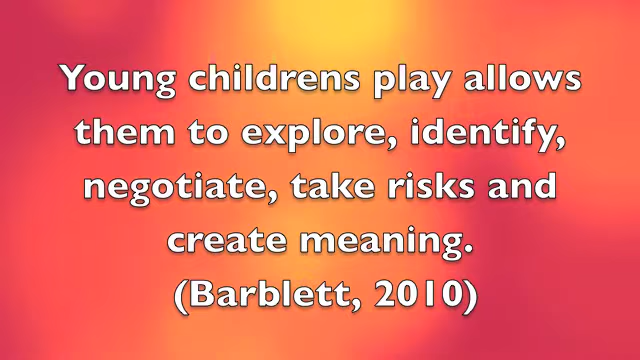 Young childrens play allows
them to explore, identify,
negotiate, take risks and
create meaning.
(Barblett, 2010)